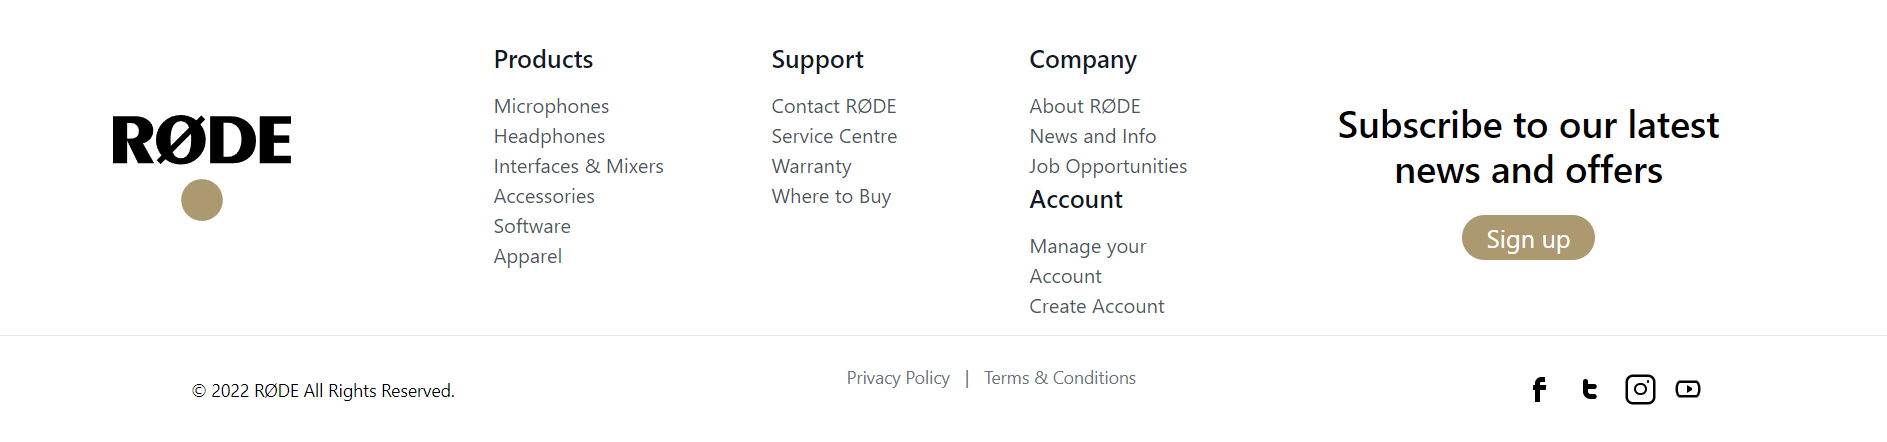 RØDE
Products
Microphones
Headphones
Interfaces & Mixers
Accessories
Software
Apparel
Support
Contact RØDE
Service Centre
Warranty
Where to Buy
Company
About RØDE
News and Info
Job Opportunities
Account
Manage your
Account
Create Account
Subscribe to our latest
news and offers
Sign up
© 2022 RØDE All Rights Reserved.
Privacy Policy | Terms & Conditions